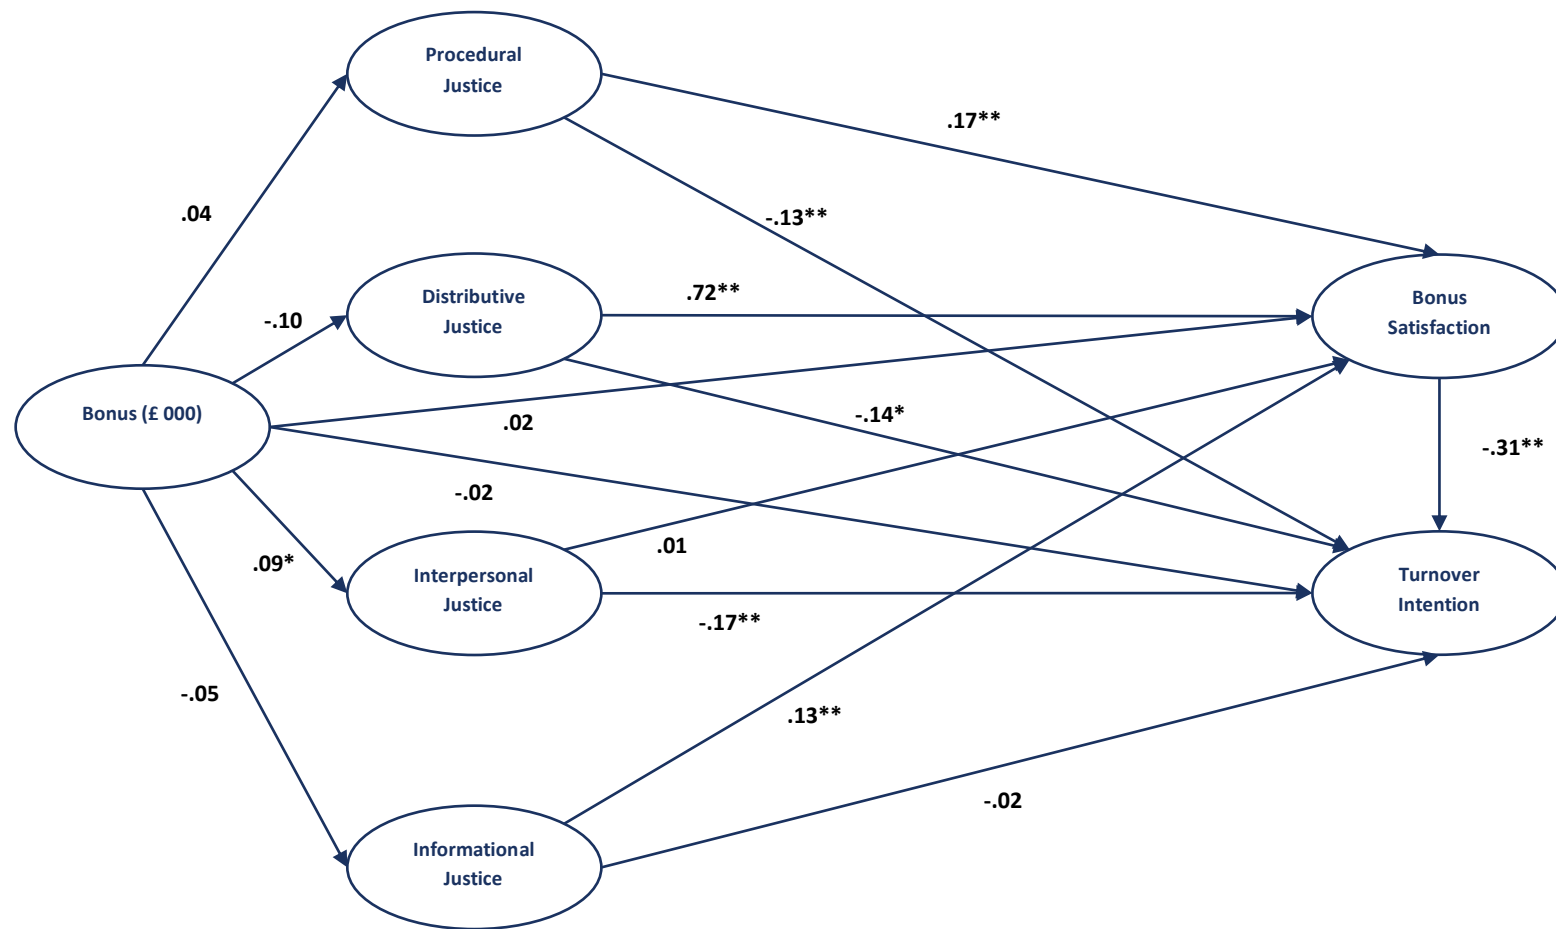 Procedural
Justice
.17**
.04
-.13**
Distributive
Justice
.72**
Bonus
Satisfaction
-.10
Bonus (£ 000)
.02
-.14*
-.31**
-.02
.09*
Interpersonal
Justice
.01
-.17**
Turnover
Intention
-.05
.13**
-.02
Informational
Justice